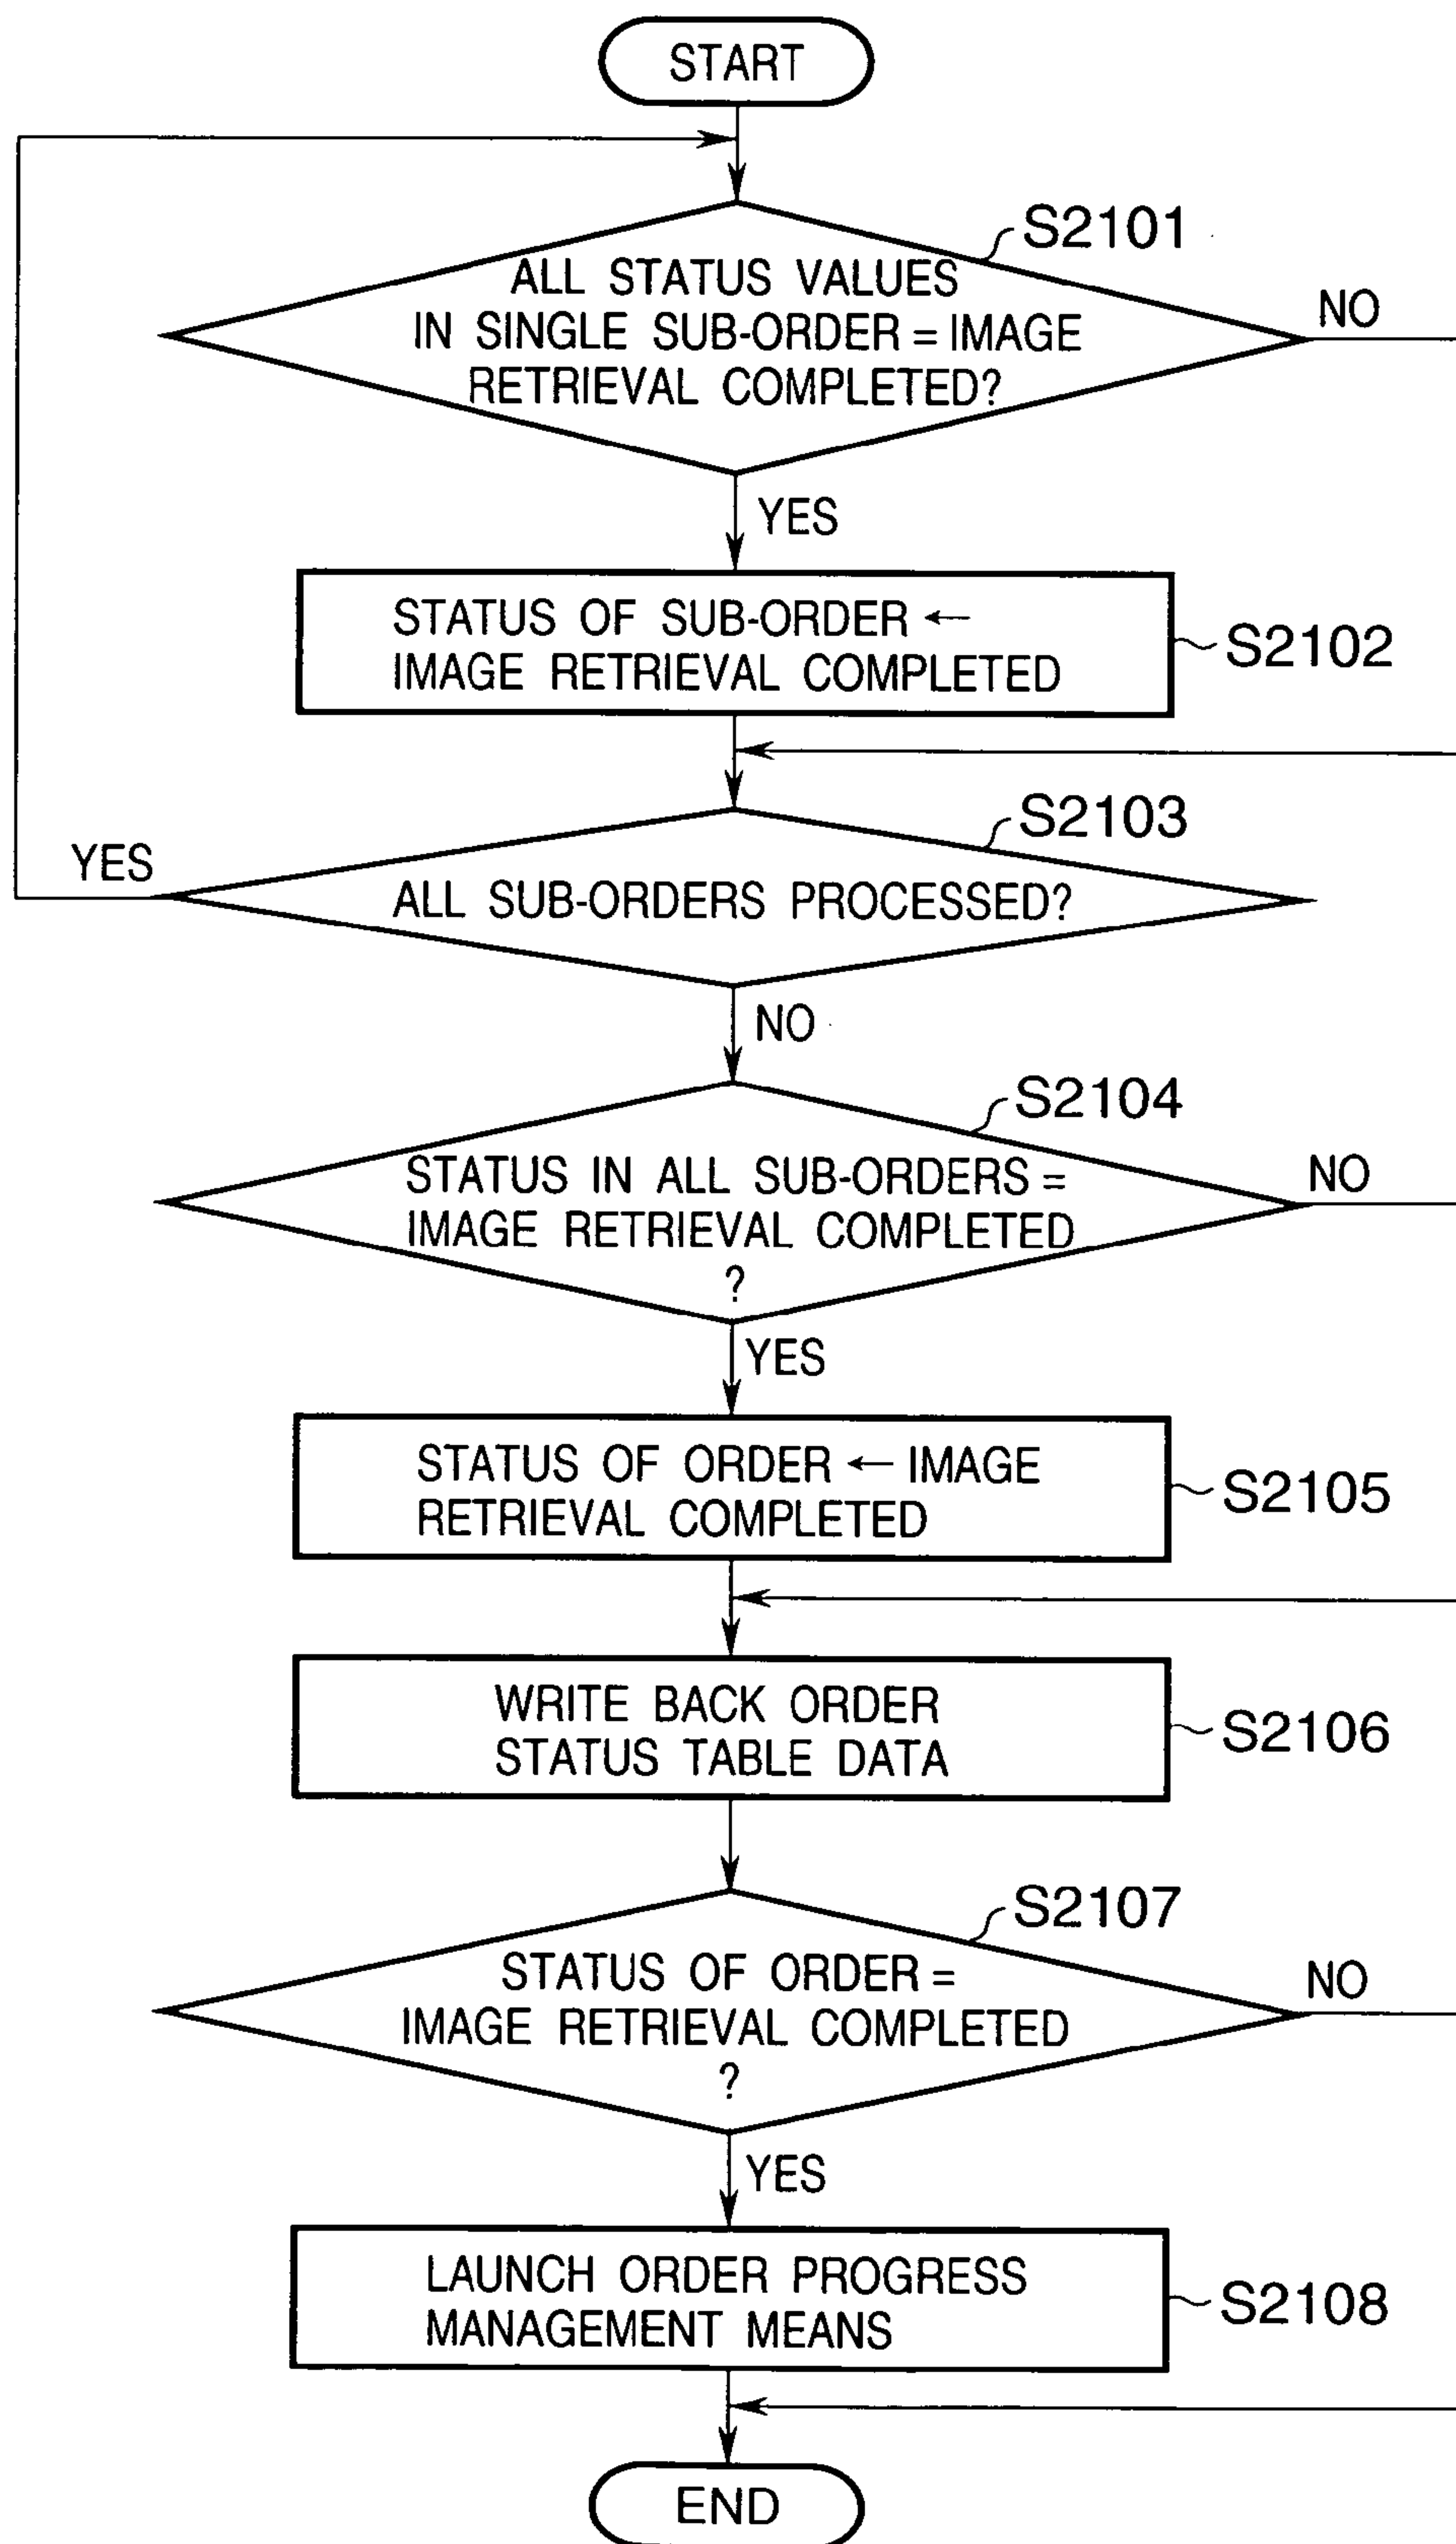 START
S2101
ALL STATUS VALUES
IN SINGLE SUB-ORDER = IMAGE
RETRIEVAL COMPLETED?
NO
YES
STATUS OF SUB-ORDER ←
IMAGE RETRIEVAL COMPLETED
S2102
S2103
YES
ALL SUB-ORDERS PROCESSED?
NO
S2104
STATUS IN ALL SUB-ORDERS =
IMAGE RETRIEVAL COMPLETED
?
NO
YES
STATUS OF ORDER ← IMAGE
RETRIEVAL COMPLETED
S2105
WRITE BACK ORDER
STATUS TABLE DATA
S2106
S2107
STATUS OF ORDER =
IMAGE RETRIEVAL COMPLETED
?
NO
YES
LAUNCH ORDER PROGRESS
MANAGEMENT MEANS
S2108
END